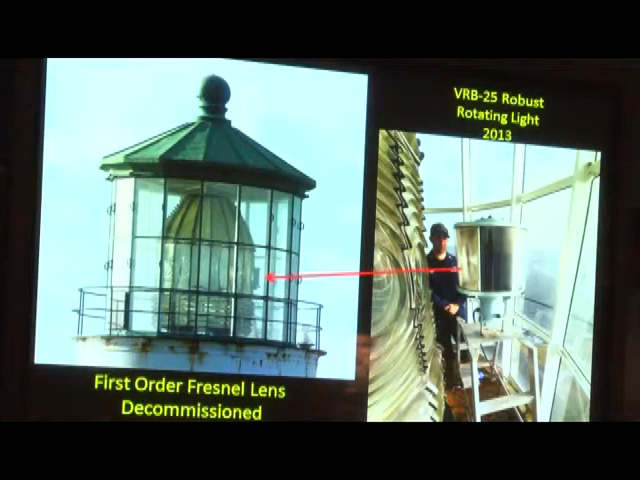 VRB-25 Robust
Rotating Light
2013
First Order Fresnel Lens
Decommissioned